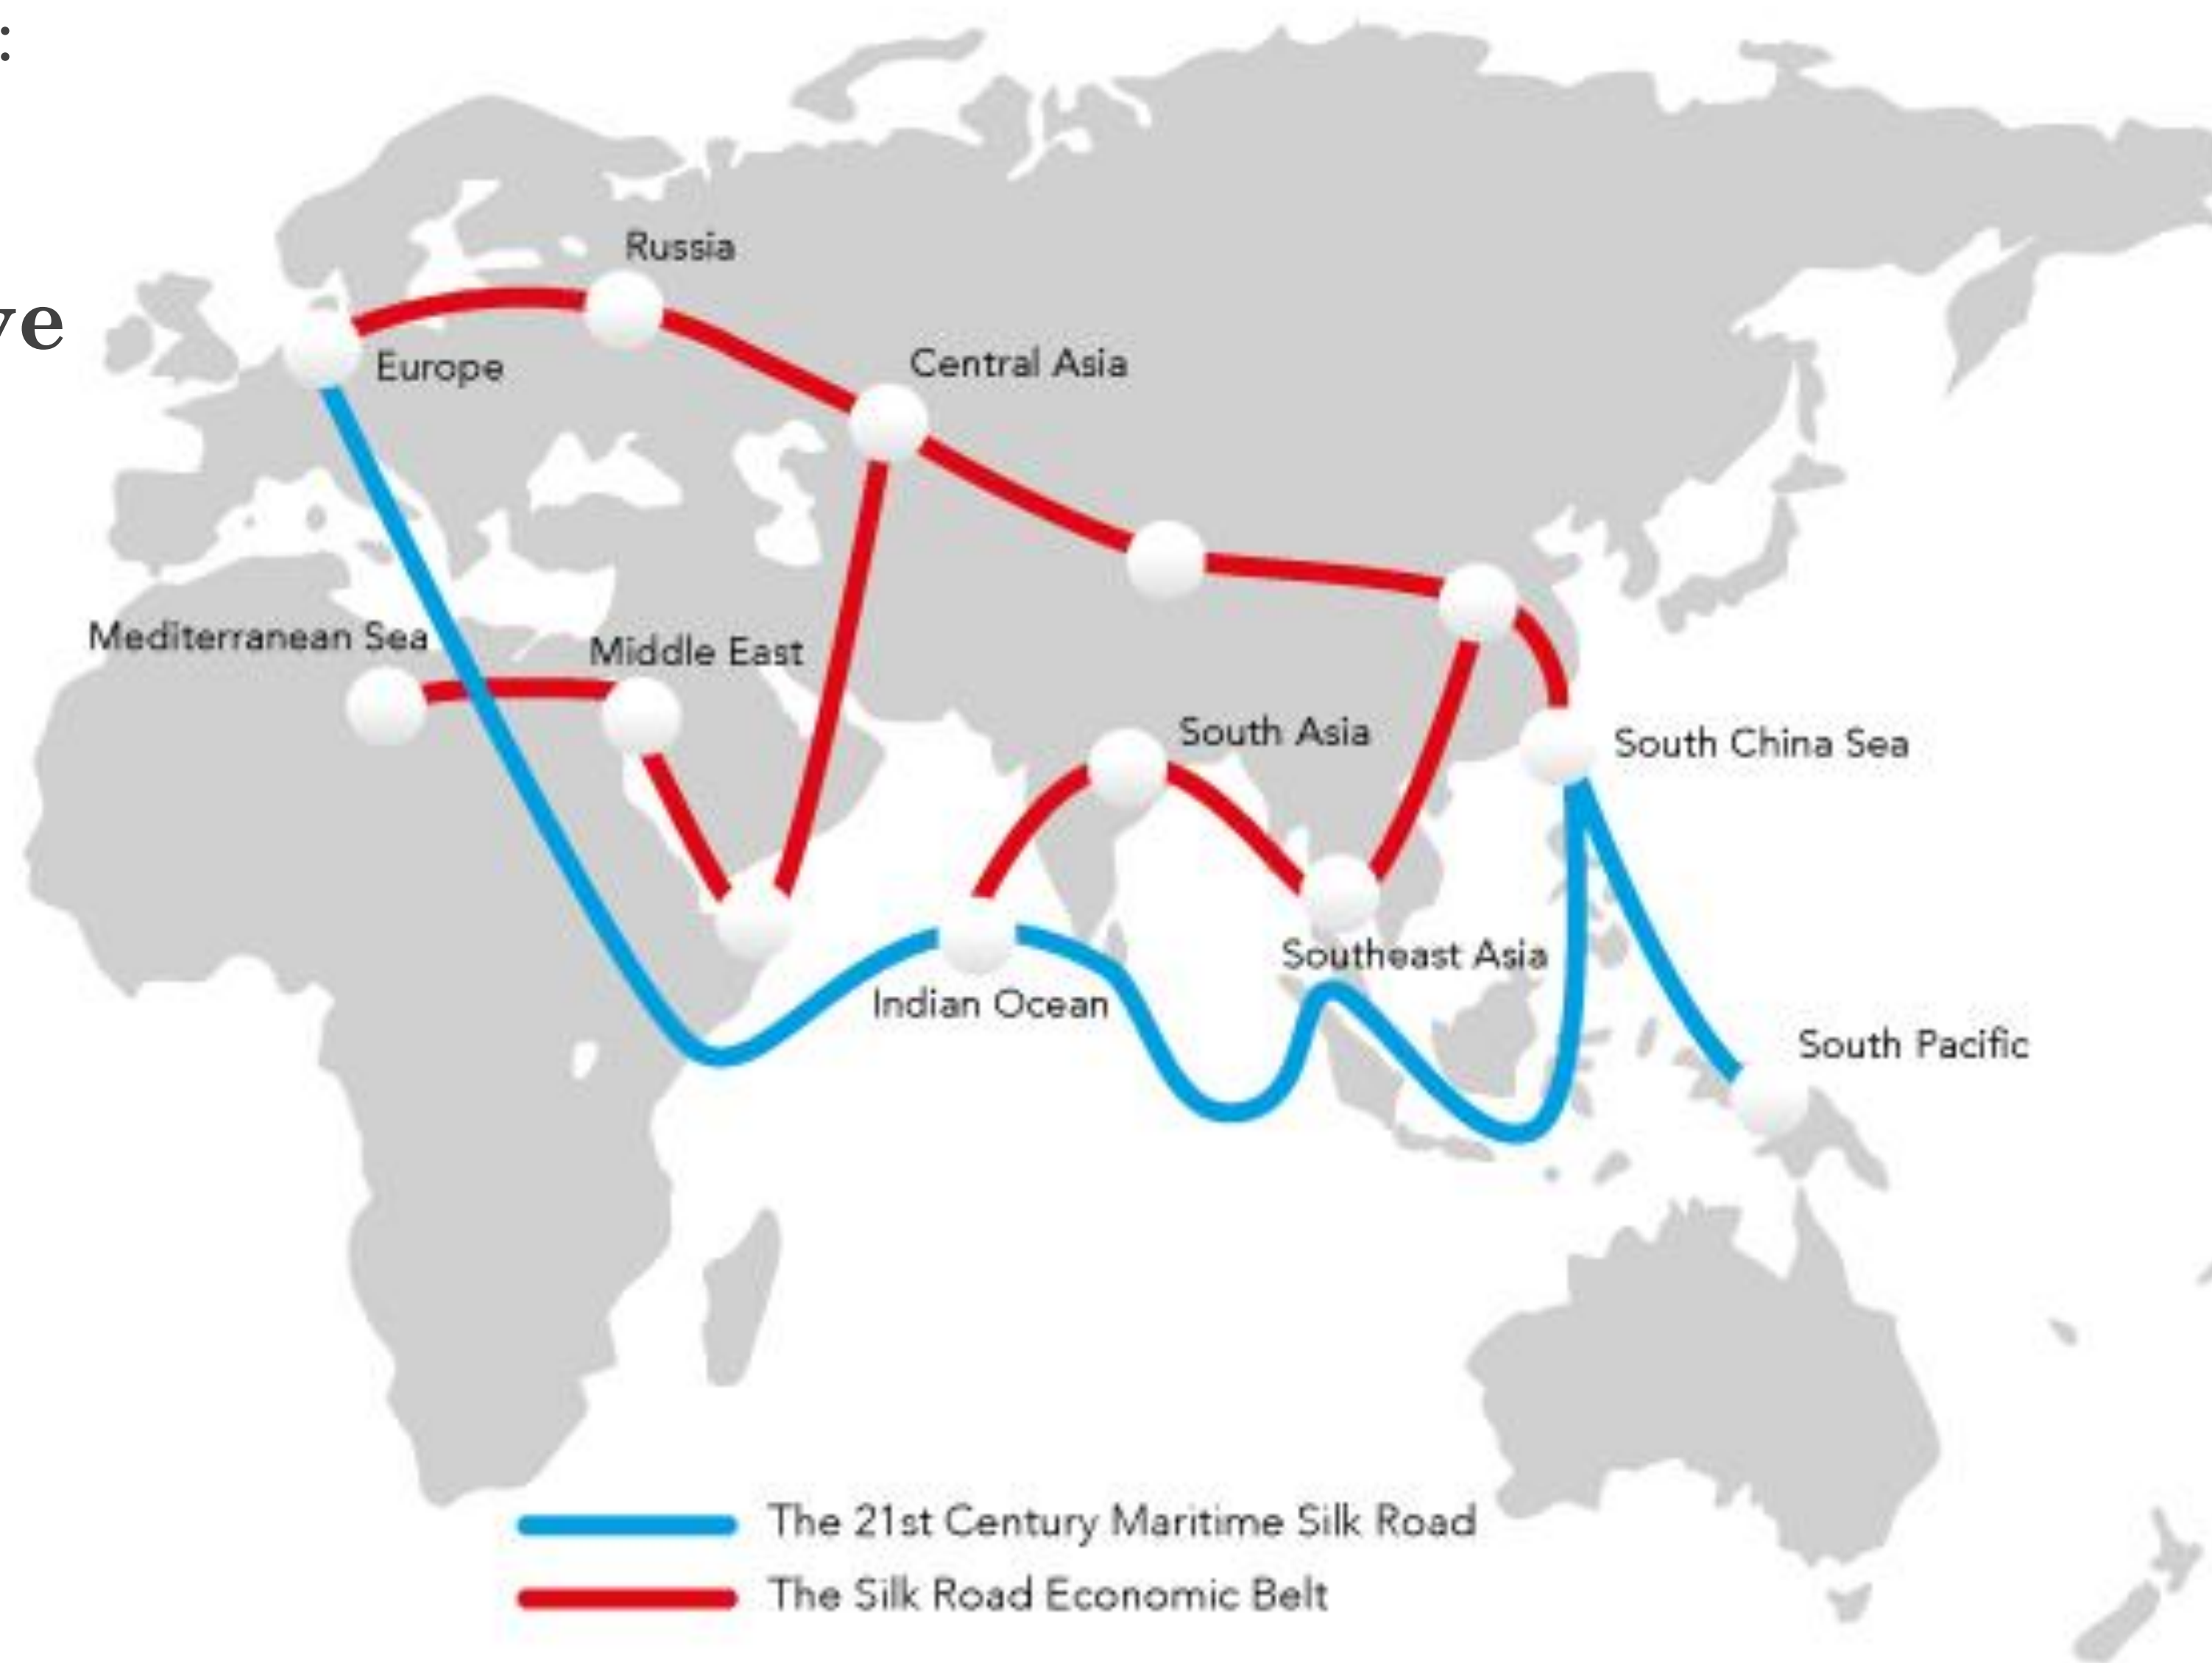 :
ve
Russia
Europe
Central Asia
Mediterranean Sea
Middle East
South Asia
South China Sea
Southeast Asia
Indian Ocean
South Pacific
The 21st Century Maritime Silk Road
The Silk Road Economic Belt